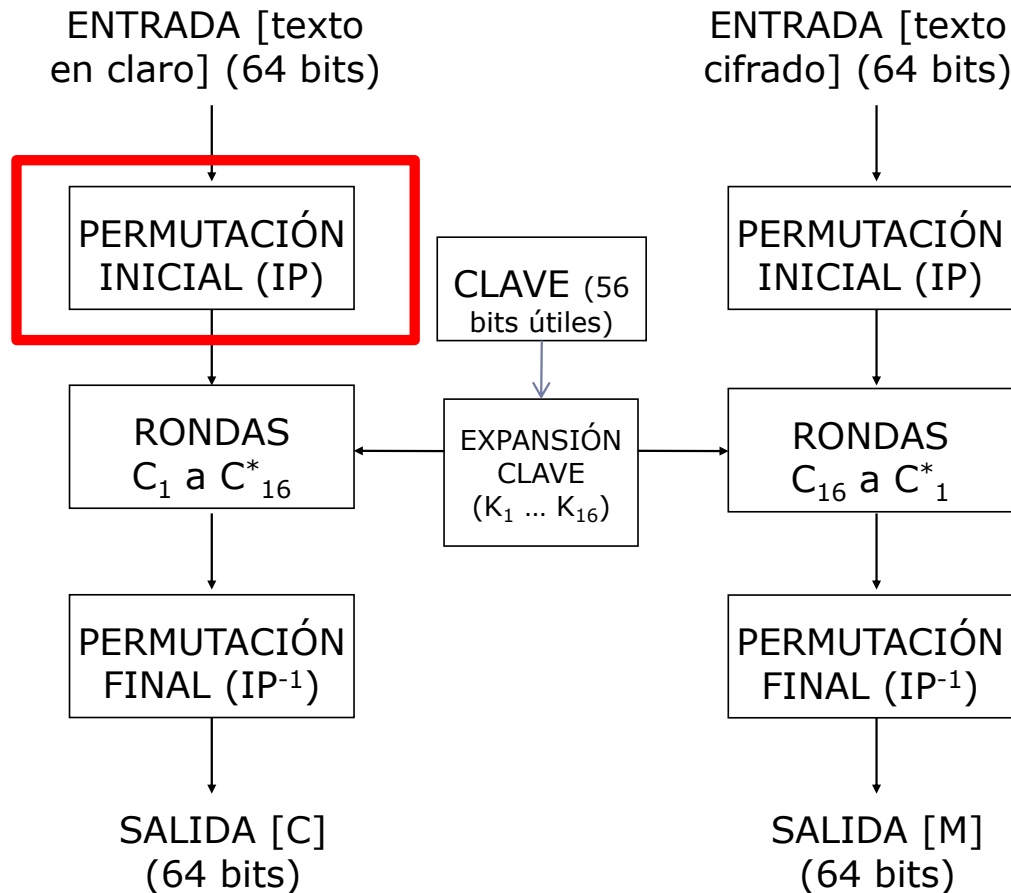 ENTRADA [texto
en claro] (64 bits)
PERMUTACIÓN
INICIAL (IP)
RONDAS
C₁ a C*₁₆
PERMUTACIÓN
FINAL (IP⁻¹)
SALIDA [C]
(64 bits)
CLAVE (56
bits útiles)
EXPANSIÓN
CLAVE
(K₁ ... K₁₆)
ENTRADA [texto
cifrado] (64 bits)
PERMUTACIÓN
INICIAL (IP)
RONDAS
C₁₆ a C*₁
PERMUTACIÓN
FINAL (IP⁻¹)
SALIDA [M]
(64 bits)